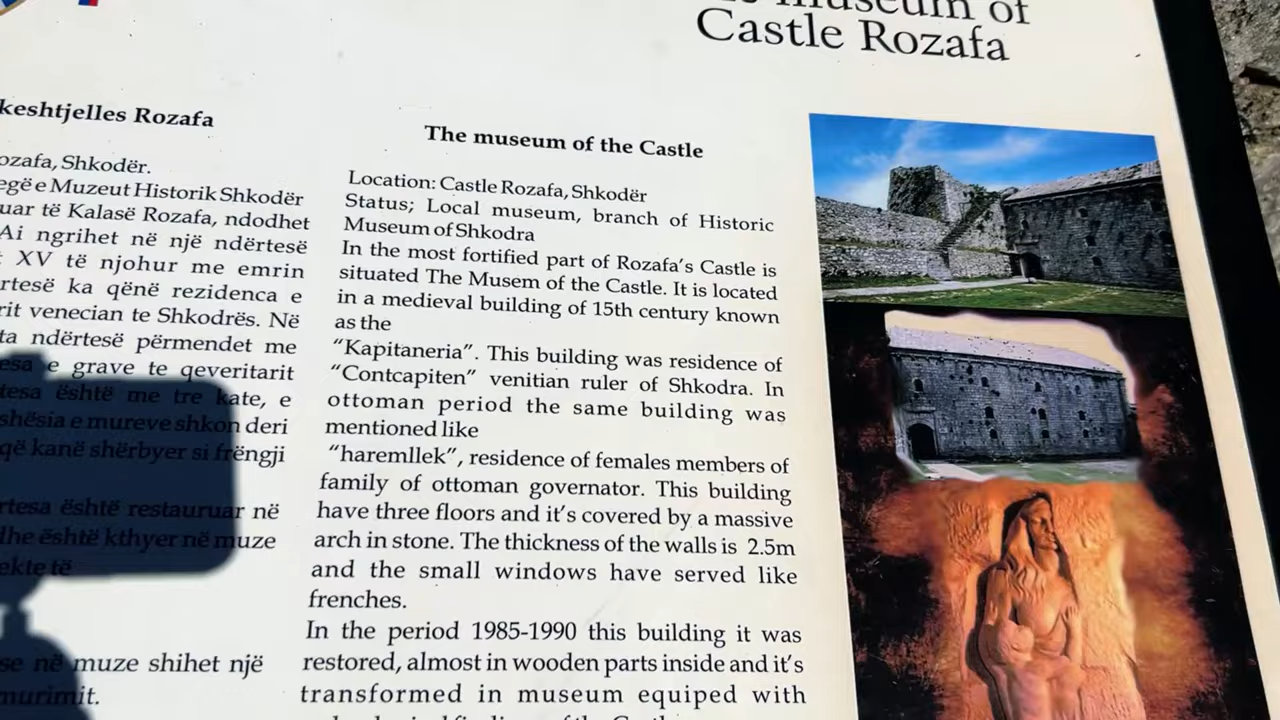 museum of
Castle Rozafa
keshtjelles Rozafa
ozafa, Shkodër.
egë e Muzeut Historik Shkodër
uar të Kalasë Rozafa, ndodhet
Ai ngrihet në një ndërtesë
XV të njohur me emrin
rtesë ka qënë rezidenca e
rit venecian te Shkodrës. Në
ta ndërtesë përmendet me
esa e grave te qeveritarit
tesa është me tre kate, e
shësia e mureve shkon deri
që kanë shërbyer si frëngji
rtesa është restauruar në
dhe është kthyer në muze
ekte të
se në muze shihet një
murimit.
The museum of the Castle
Location: Castle Rozafa, Shkodër
Status; Local museum, branch of Historic
Museum of Shkodra
In the most fortified part of Rozafa's Castle is
situated The Musem of the Castle. It is located
in a medieval building of 15th century known
as the
“Kapitaneria”. This building was residence of
“Contcapiten” venitian ruler of Shkodra. In
ottoman period the same building was
mentioned like
“haremllek”, residence of females members of
family of ottoman governator. This building
have three floors and it's covered by a massive
arch in stone. The thickness of the walls is 2.5m
and the small windows have served like
frenches.
In the period 1985-1990 this building it was
restored, almost in wooden parts inside and it's
transformed in museum equiped with